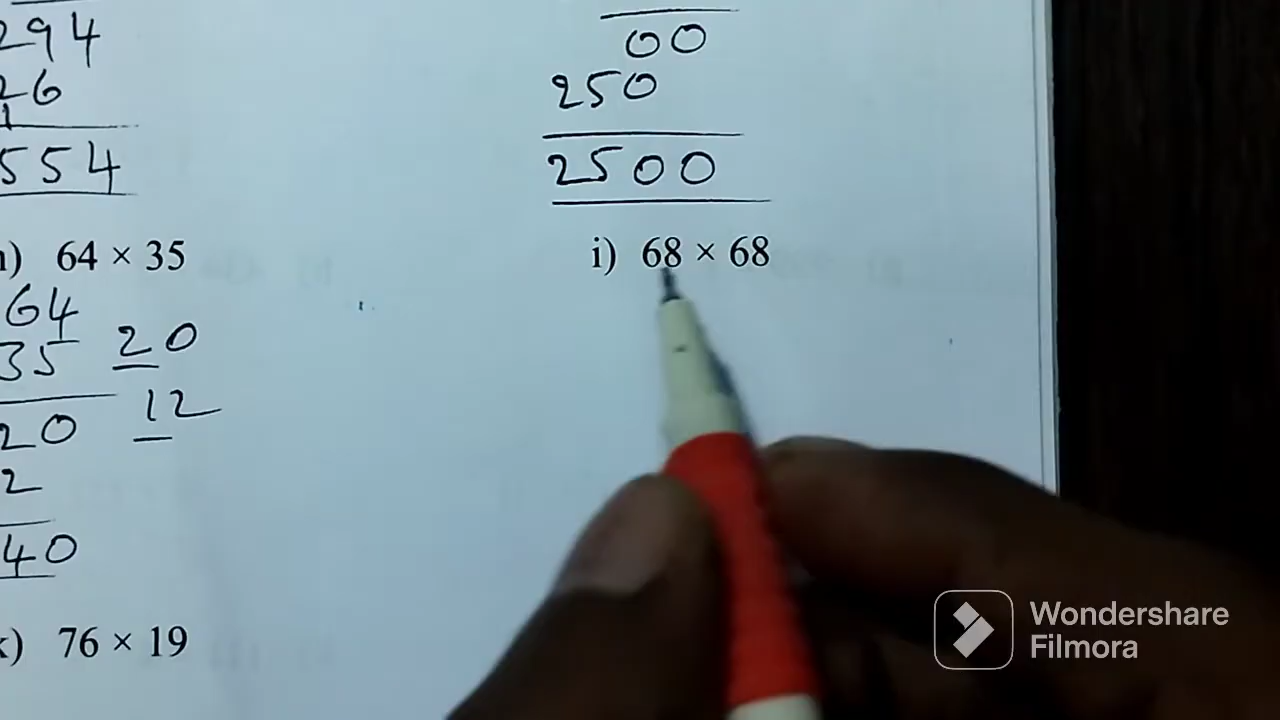 294
26
1
554
00
250
2500
) 64 × 35
64
35 20
20 12
2
40
i) 68 × 68
) 76 × 19
Wondershare
Filmora